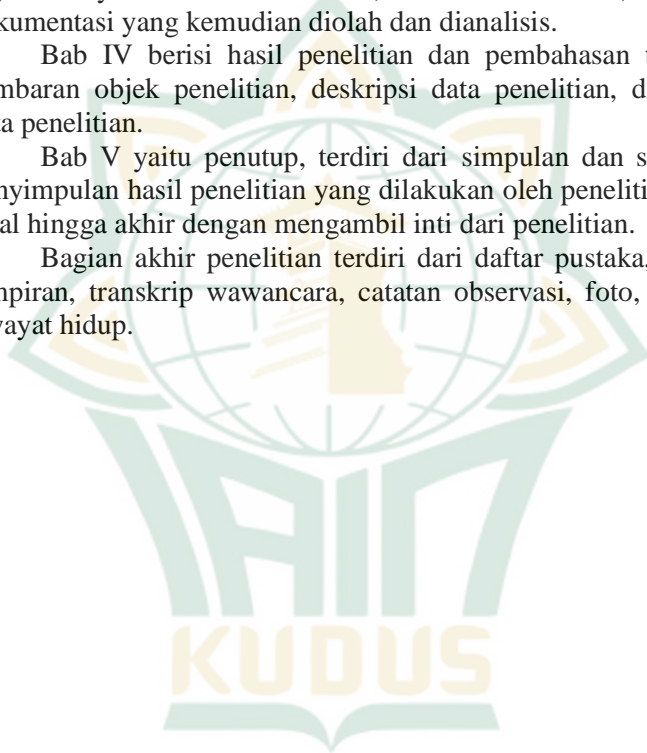 kumentasi yang kemudian diolah dan dianalisis.
Bab IV berisi hasil penelitian dan pembahasan
mbaran objek penelitian, deskripsi data penelitian,
ta penelitian.
Bab V yaitu penutup, terdiri dari simpulan dan
nyimpulan hasil penelitian yang dilakukan oleh peneliti
al hingga akhir dengan mengambil inti dari penelitian.
Bagian akhir penelitian terdiri dari daftar pustaka,
mpiran, transkrip wawancara, catatan observasi, foto,
vayat hidup.
IAIN
KUDUS